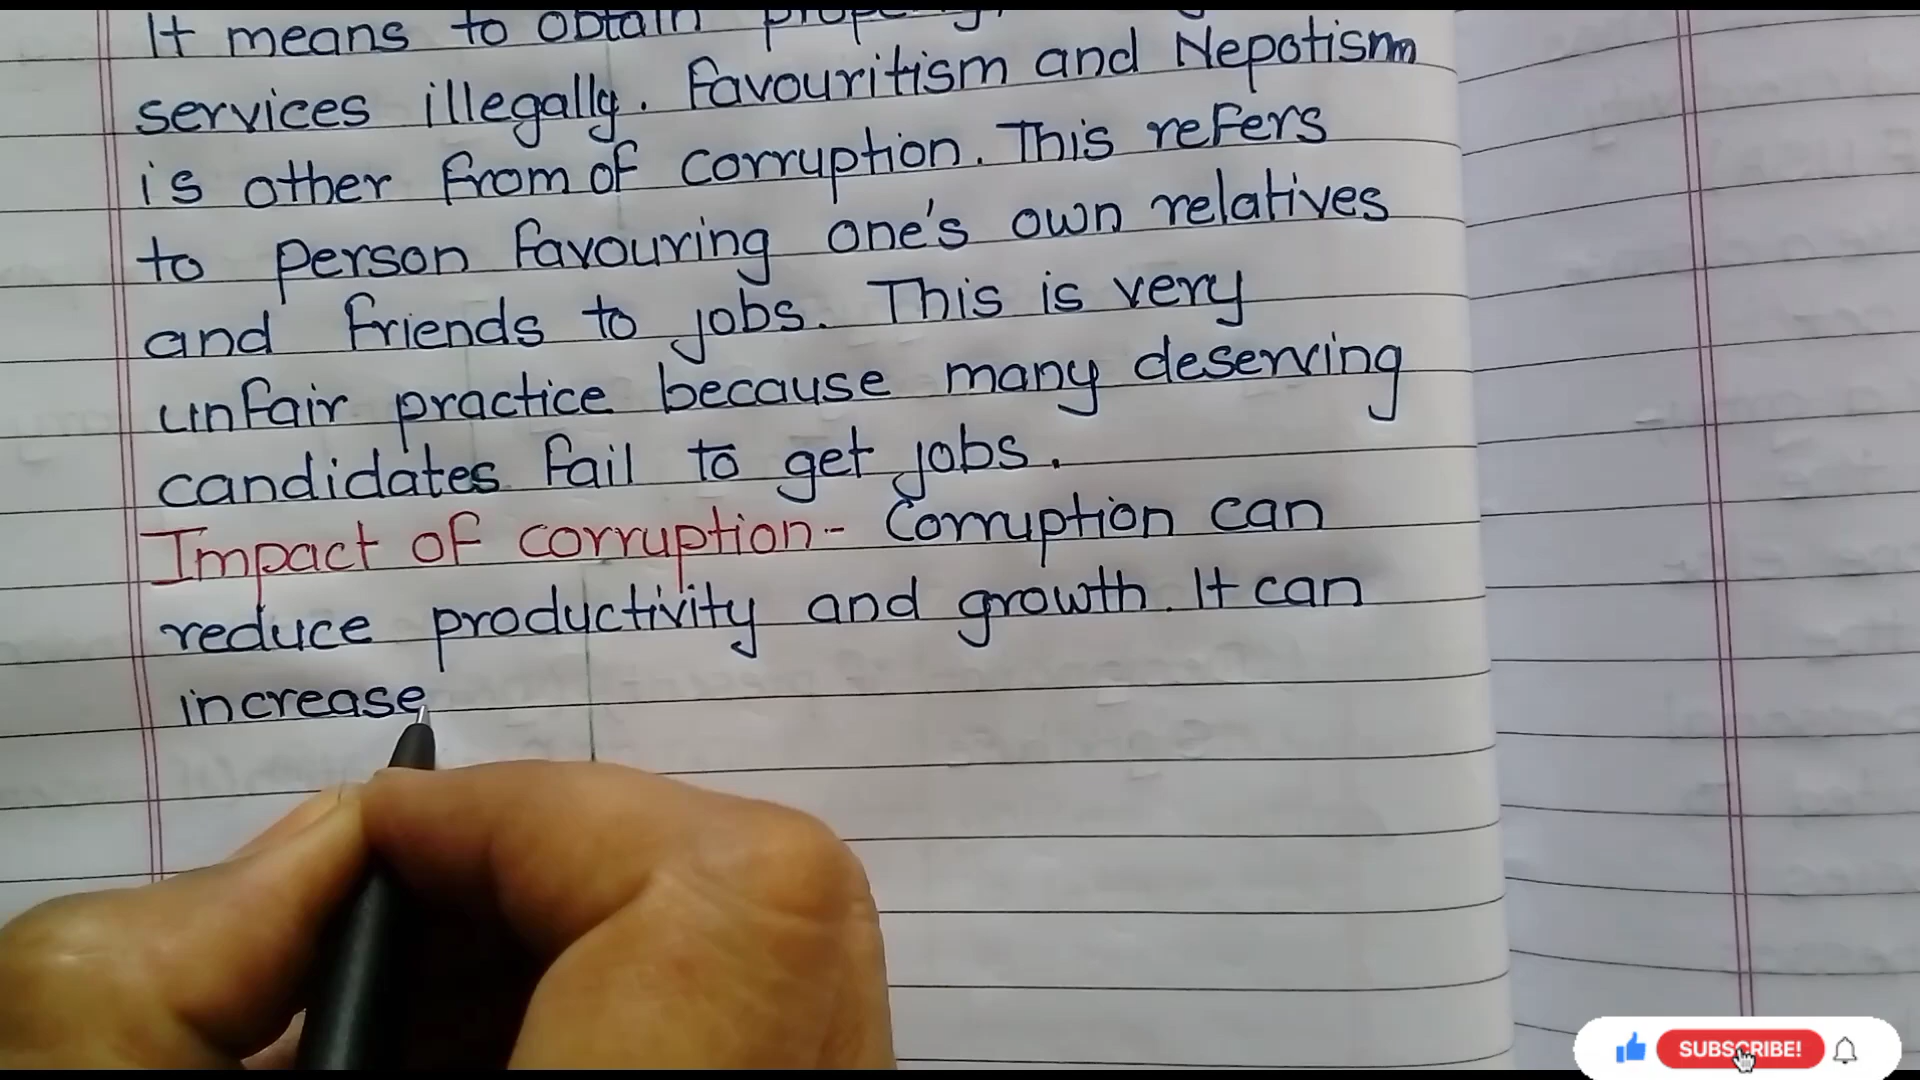 It means to obtain
services illegally. Favouritism and Nepotism
is other from of corruption. This refers
to person favouring one's own relatives
and friends to jobs. This is very
unfair practice because many deserving
candidates fail to get jobs.
Impact of corruption- Corruption can
reduce productivity and growth. It can
increase
SUBSCRIBE!